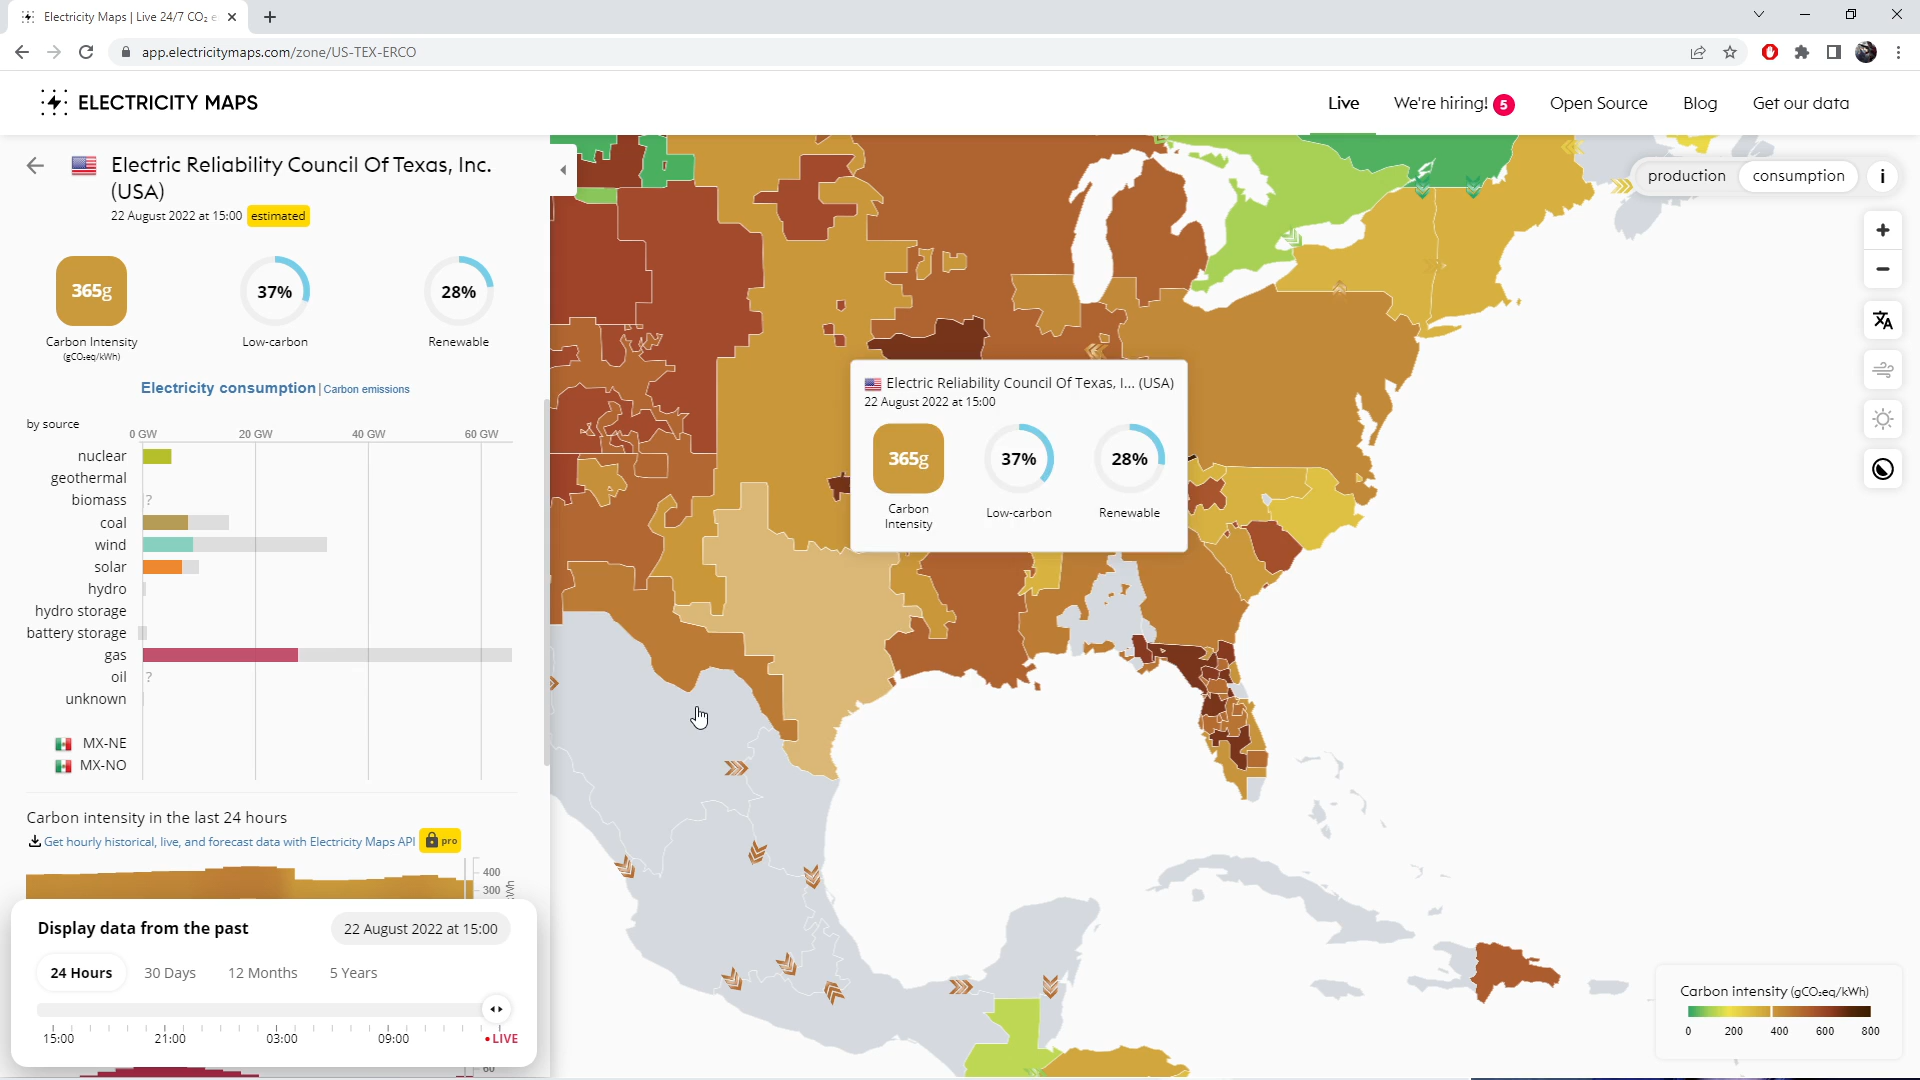 Electricity Maps | Live 24/7 CO₂ e
app.electricitymaps.com/zone/US-TEX-ERCO
ELECTRICITY MAPS
Live
We're hiring! 5
Open Source
Blog
Get our data
Electric Reliability Council Of Texas, Inc.
(USA)
22 August 2022 at 15:00 estimated
365g
37%
28%
Carbon Intensity
(gCO₂eq/kWh)
Low-carbon
Renewable
Electricity consumption | Carbon emissions
by source
0 GW 20 GW 40 GW 60 GW
nuclear
geothermal
biomass ?
coal
wind
solar
hydro
hydro storage
battery storage
gas
oil ?
unknown
MX-NE
MX-NO
Carbon intensity in the last 24 hours
Get hourly historical, live, and forecast data with Electricity Maps API pro
400
300
Display data from the past
22 August 2022 at 15:00
24 Hours 30 Days 12 Months 5 Years
15:00 21:00 03:00 09:00 LIVE
60
Electric Reliability Council Of Texas, I... (USA)
22 August 2022 at 15:00
365g
37%
28%
Carbon
Intensity
Low-carbon
Renewable
production consumption i
+
−
Carbon intensity (gCO₂eq/kWh)
0 200 400 600 800